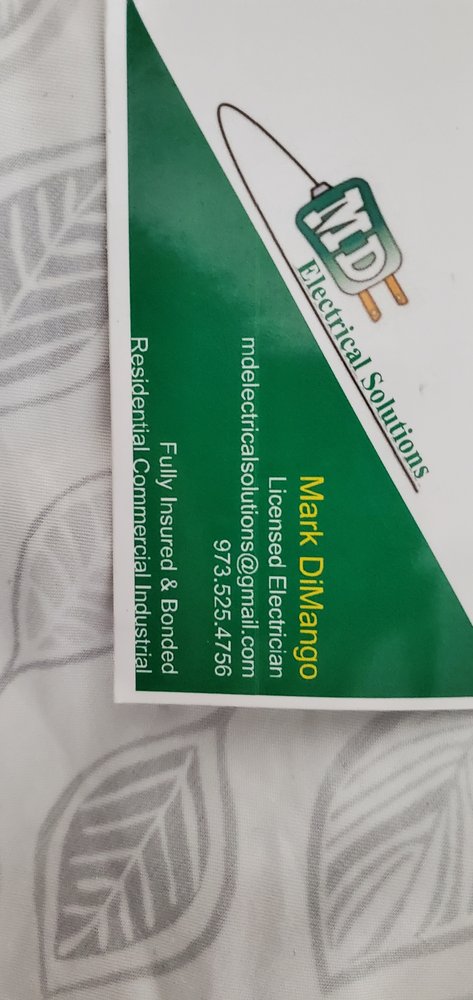 MD
Electrical Solutions
Mark DiMango
Licensed Electrician
mdelectricalsolutions@gmail.com
973.525.4756
Fully Insured & Bonded
Residential Commercial Industrial